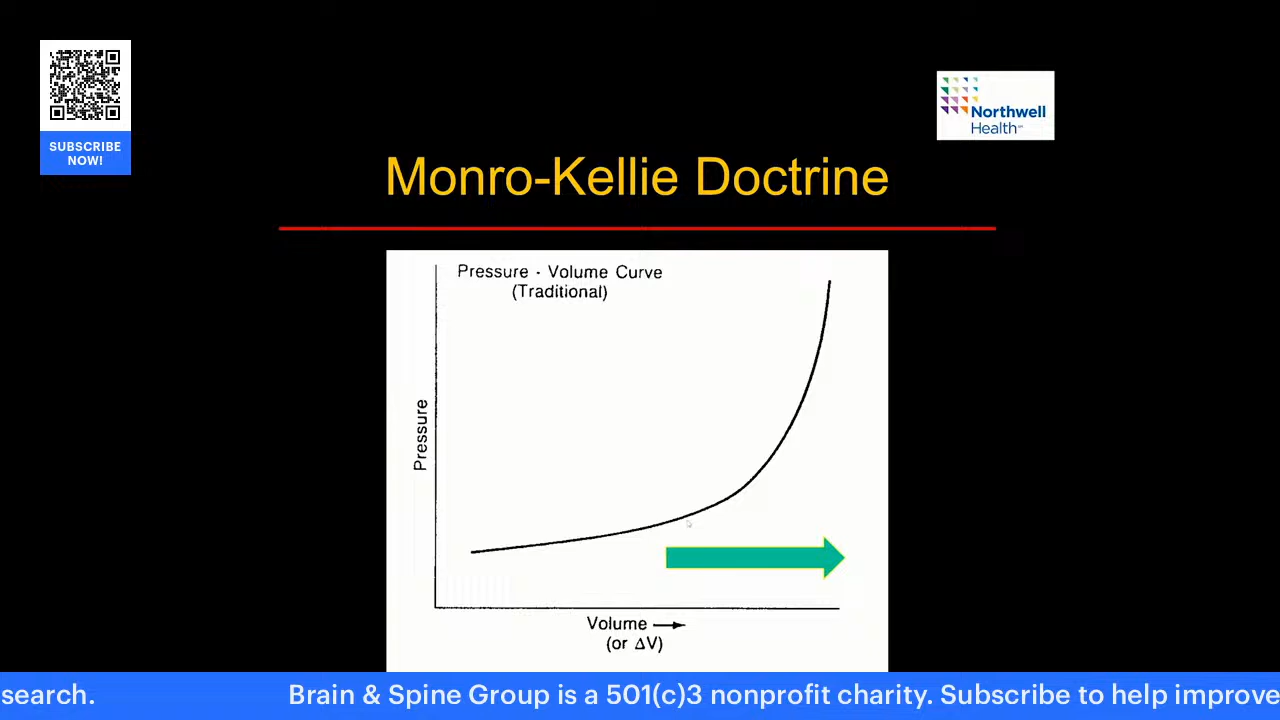 SUBSCRIBE
NOW!
Northwell
Health
Monro-Kellie Doctrine
Pressure - Volume Curve
(Traditional)
Pressure
Volume
(or ΔV)
search. Brain & Spine Group is a 501(c)3 nonprofit charity. Subscribe to help improve